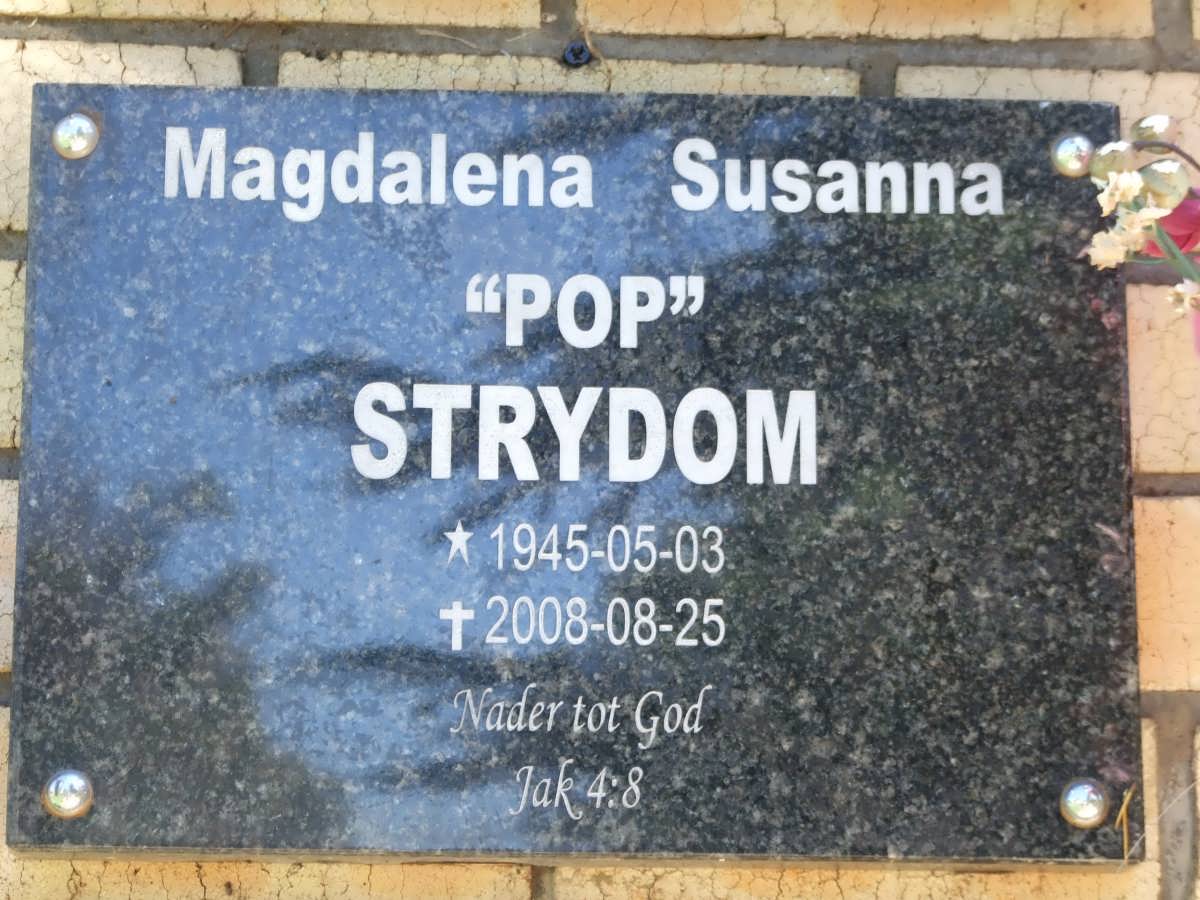 Magdalena Susanna
“POP”
STRYDOM
★ 1945-05-03
✝ 2008-08-25
Nader tot God
Jak 4:8